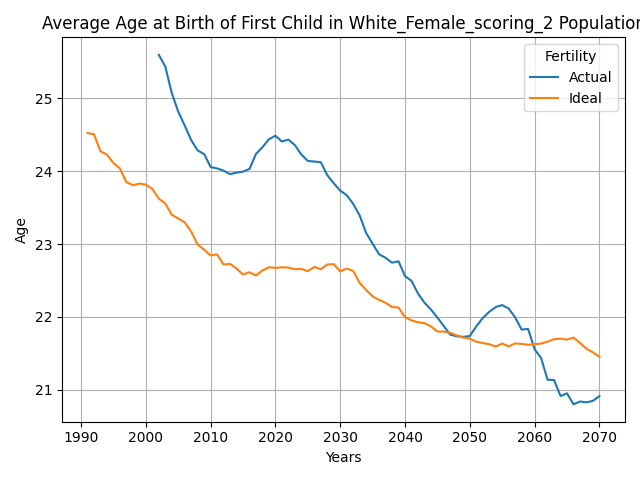 Average Age at Birth of First Child in White_Female_scoring_2 Population
Fertility
Actual
Ideal
Age
25
24
23
22
21
1990 2000 2010 2020 2030 2040 2050 2060 2070
Years